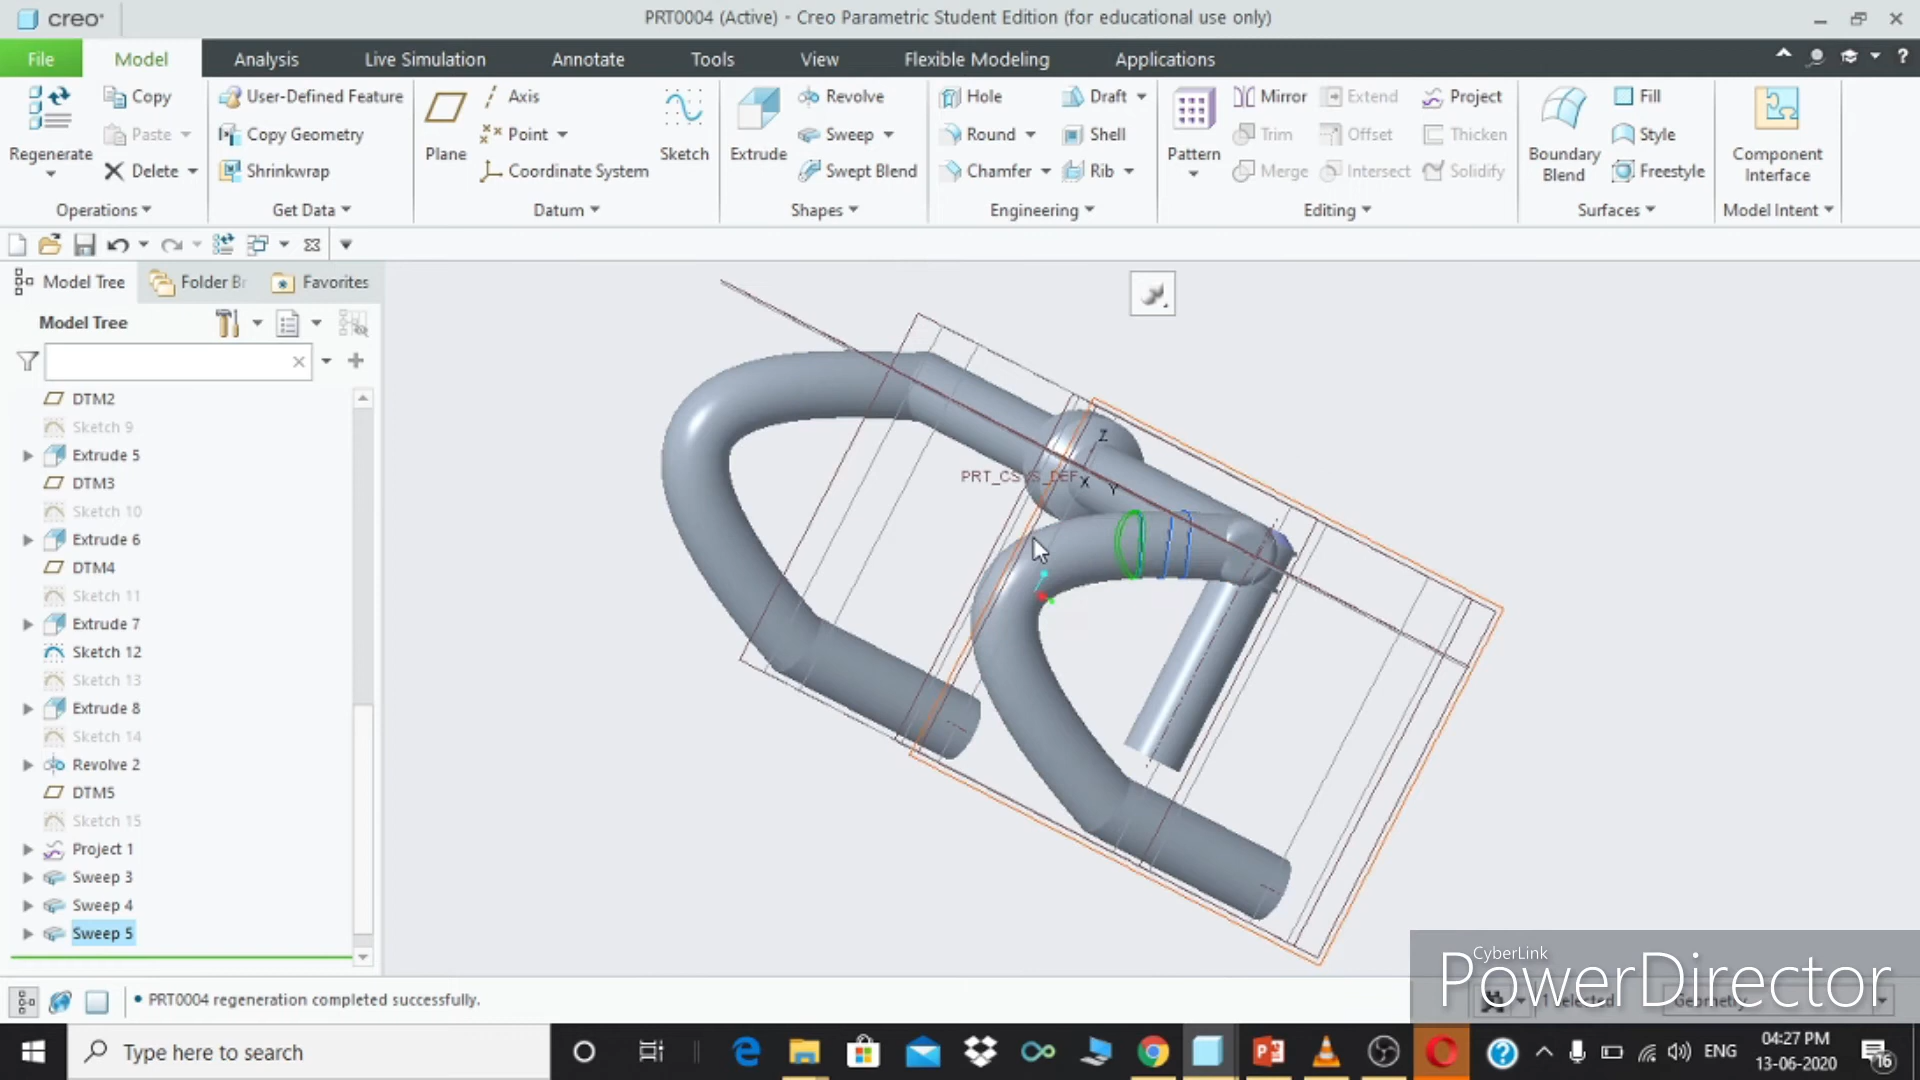 creo
PRT0004 (Active) - Creo Parametric Student Edition (for educational use only)
File Model Analysis Live Simulation Annotate Tools View Flexible Modeling Applications
Regenerate
Copy
Paste
Delete
Operations
User-Defined Feature
Copy Geometry
Shrinkwrap
Get Data
Plane
Axis
Point
Coordinate System
Sketch
Datum
Extrude
Revolve
Sweep
Swept Blend
Shapes
Hole
Round
Chamfer
Draft
Shell
Rib
Engineering
Pattern
Mirror
Trim
Merge
Extend
Offset
Intersect
Project
Thicken
Solidify
Editing
Boundary
Blend
Fill
Style
Freestyle
Surfaces
Component
Interface
Model Intent
Model Tree Folder Br Favorites
Model Tree
DTM2
Sketch 9
Extrude 5
DTM3
Sketch 10
Extrude 6
DTM4
Sketch 11
Extrude 7
Sketch 12
Sketch 13
Extrude 8
Sketch 14
Revolve 2
DTM5
Sketch 15
Project 1
Sweep 3
Sweep 4
Sweep 5
Z
PRT_CSYS_DEF X Y
CyberLink
PowerDirector
PRT0004 regeneration completed successfully.
1 selected Geometry
Type here to search
ENG
04:27 PM
13-06-2020
16